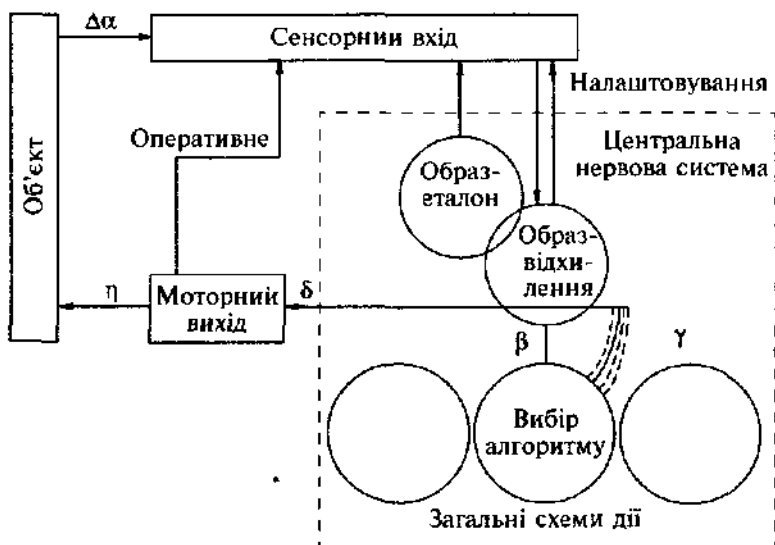 Δα
Сенсорний вхід
Налаштовування
Оперативне
Центральна
нервова система
Об'єкт
Образ-
еталон
Образ-
відхи-
лення
η
Моторний
вихід
δ
β
γ
Вибір
алгоритму
Загальні схеми дії